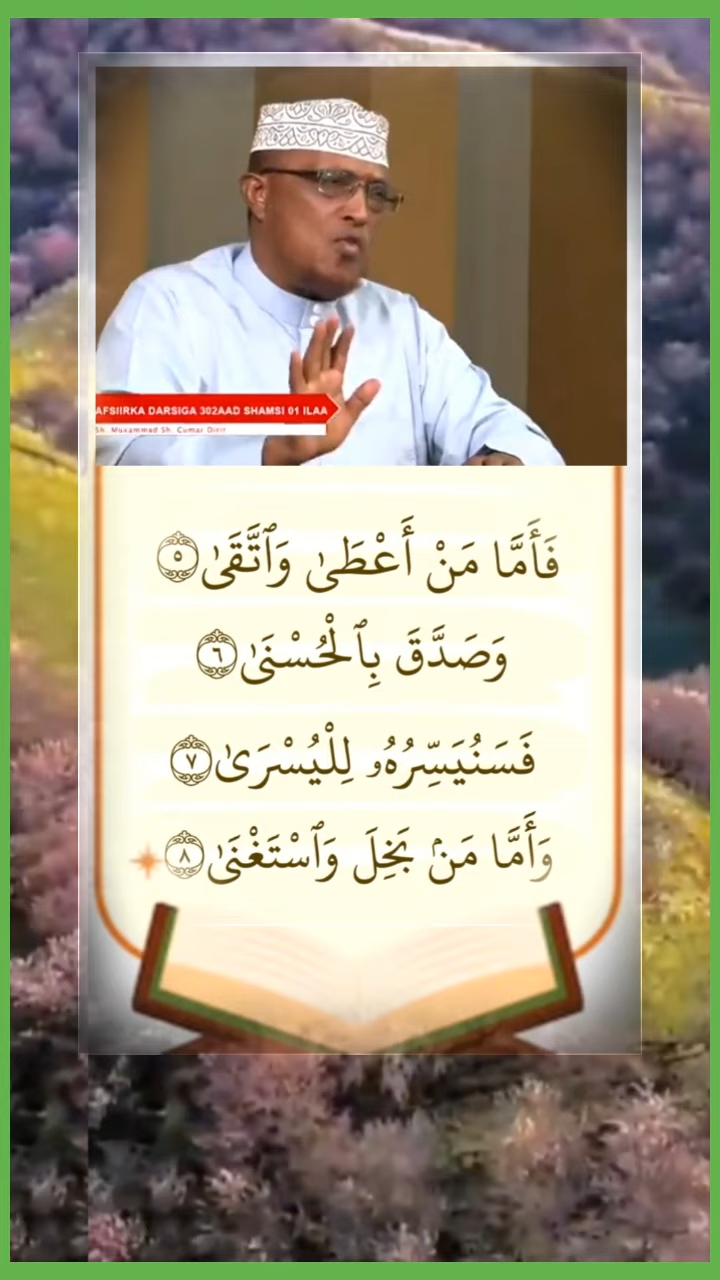 AFSIIRKA DARSIGA 302AAD SHAMSI 01 ILAA
Sh. Muxammad Sh. Cumar Dirir
فَأَمَّا مَنْ أَعْطَىٰ وَٱتَّقَىٰ ٥
وَصَدَّقَ بِٱلْحُسْنَىٰ ٦
فَسَنُيَسِّرُهُۥ لِلْيُسْرَىٰ ٧
وَأَمَّا مَنۢ بَخِلَ وَٱسْتَغْنَىٰ ٨